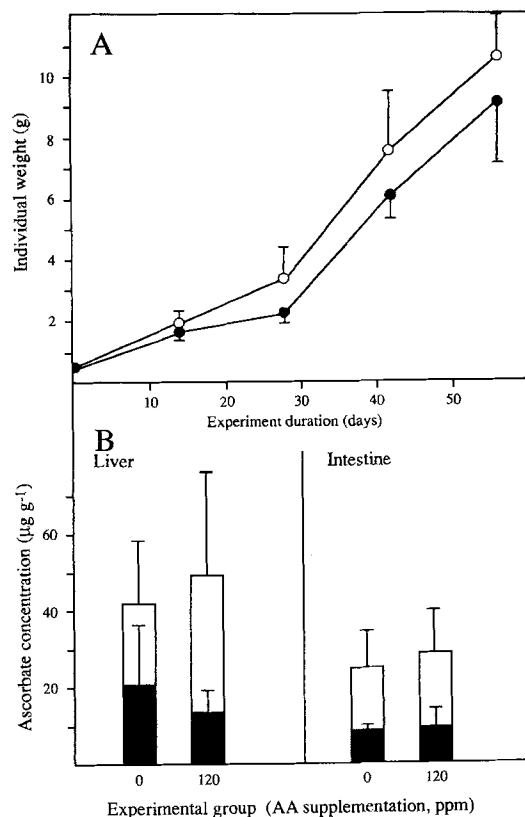 A
Individual weight (g)
10
8
6
4
2
10 20 30 40 50
Experiment duration (days)
B
Liver
Intestine
Ascorbate concentration (µg g⁻¹)
60
40
20
0 120 0 120
Experimental group (AA supplementation, ppm)